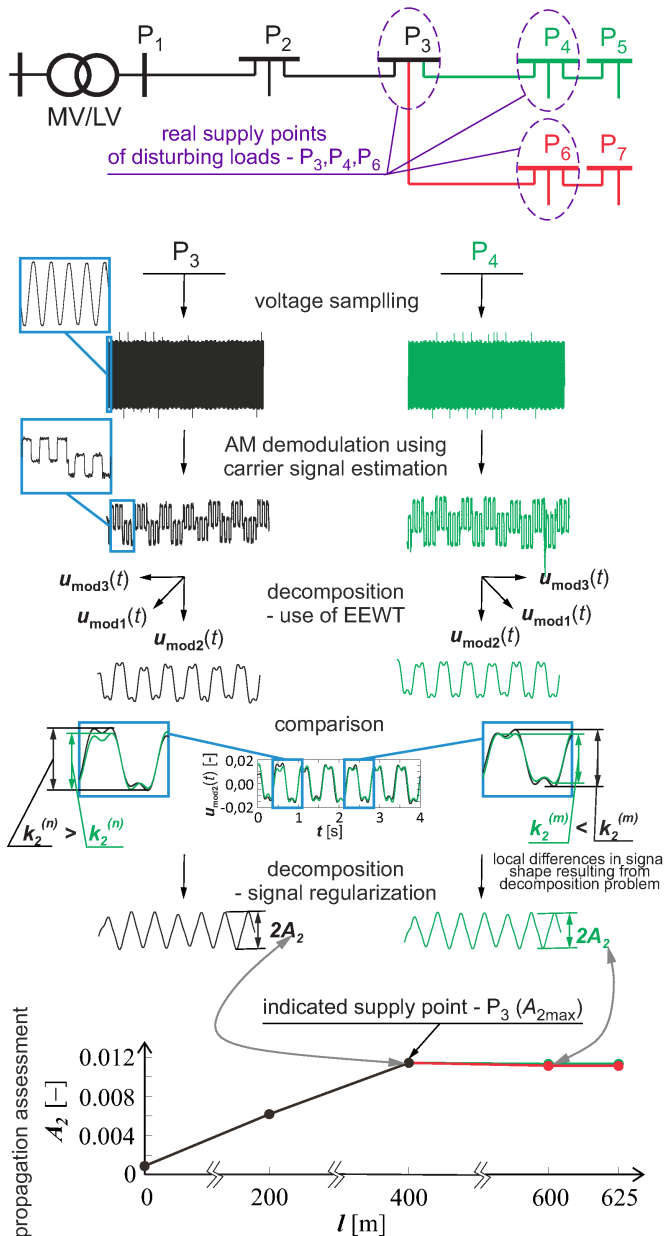 P1 P2 P3 P4 P5
MV/LV
real supply points
of disturbing loads - P3,P4,P6
P6 P7
P3 P4
voltage samplling
AM demodulation using
carrier signal estimation
umod3(t) umod1(t) umod2(t)
decomposition
- use of EEWT
umod3(t) umod1(t) umod2(t)
comparison
umod2(t) [-]
0,02
0,00
-0,02
0 1 2 3 4
t [s]
k2(n) > k2(n)
k2(m) < k2(m)
local differences in signa
shape resulting from
decomposition problem
decomposition
- signal regularization
2A2 2A2
indicated supply point - P3 (A2max)
propagation assessment
A2 [−]
0.012
0.008
0.004
0
0 200 400 600 625
l [m]